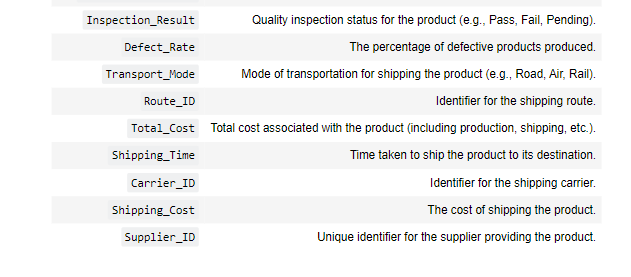 Inspection_Result Quality inspection status for the product (e.g., Pass, Fail, Pending).
Defect_Rate The percentage of defective products produced.
Transport_Mode Mode of transportation for shipping the product (e.g., Road, Air, Rail).
Route_ID Identifier for the shipping route.
Total_Cost Total cost associated with the product (including production, shipping, etc.).
Shipping_Time Time taken to ship the product to its destination.
Carrier_ID Identifier for the shipping carrier.
Shipping_Cost The cost of shipping the product.
Supplier_ID Unique identifier for the supplier providing the product.